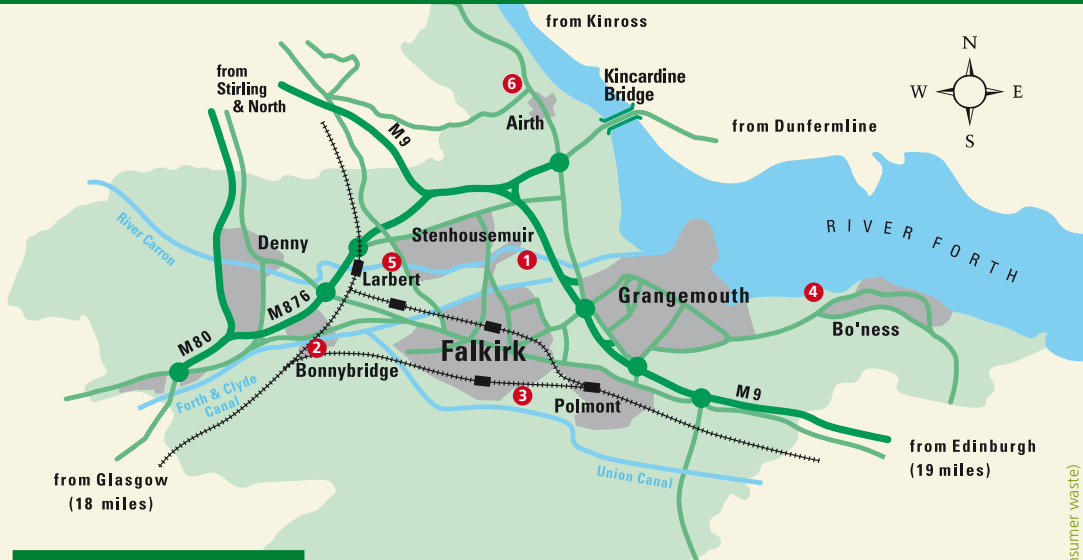 from Kinross
N
W
E
S
from
Stirling
& North
6
Kincardine
Bridge
Airth
from Dunfermline
M9
River Carron
Denny
Stenhousemuir
RIVER FORTH
5
1
Larbert
M876
Grangemouth
4
Bo'ness
M80
2
Falkirk
Bonnybridge
Forth & Clyde
Canal
3
Polmont
M9
from Edinburgh
(19 miles)
Union Canal
from Glasgow
(18 miles)
nsumer waste)